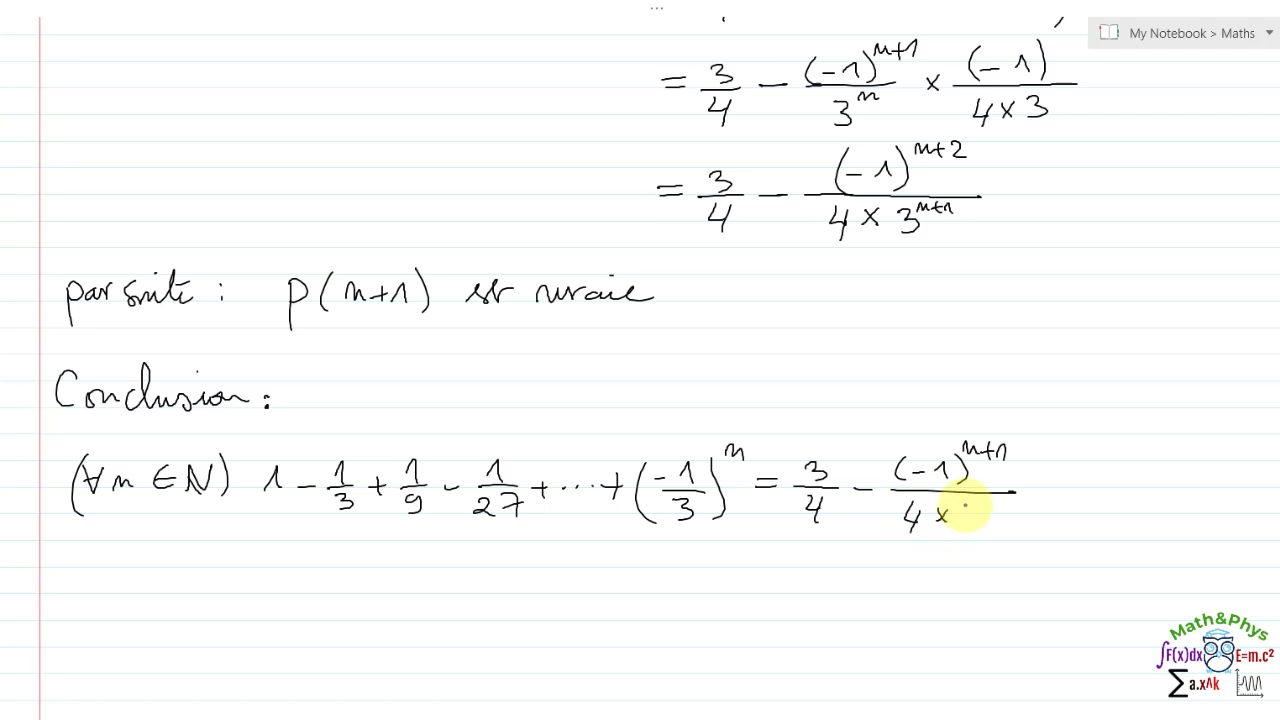 My Notebook > Maths
= 3/4 - (-1)^{n+1}/3^n × (-1)/(4×3)
= 3/4 - (-1)^{n+2}/(4×3^{n+1})
par suite : P(n+1) est vraie
Conclusion :
(∀n∈ℕ) 1 - 1/3 + 1/9 - 1/27 + ... + (-1/3)^n = 3/4 - (-1)^{n+1}/(4×
Math&Phys
∫F(x)dx E=m.c²
∑ a.x^k